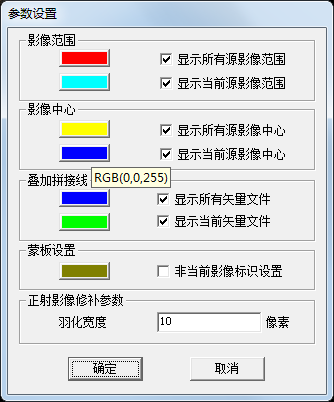 参数设置
影像范围
显示所有源影像范围
显示当前源影像范围
影像中心
显示所有源影像中心
显示当前源影像中心
叠加拼接线
RGB(0,0,255)
显示所有矢量文件
显示当前矢量文件
蒙板设置
非当前影像标识设置
正射影像修补参数
羽化宽度 10 像素
确定 取消